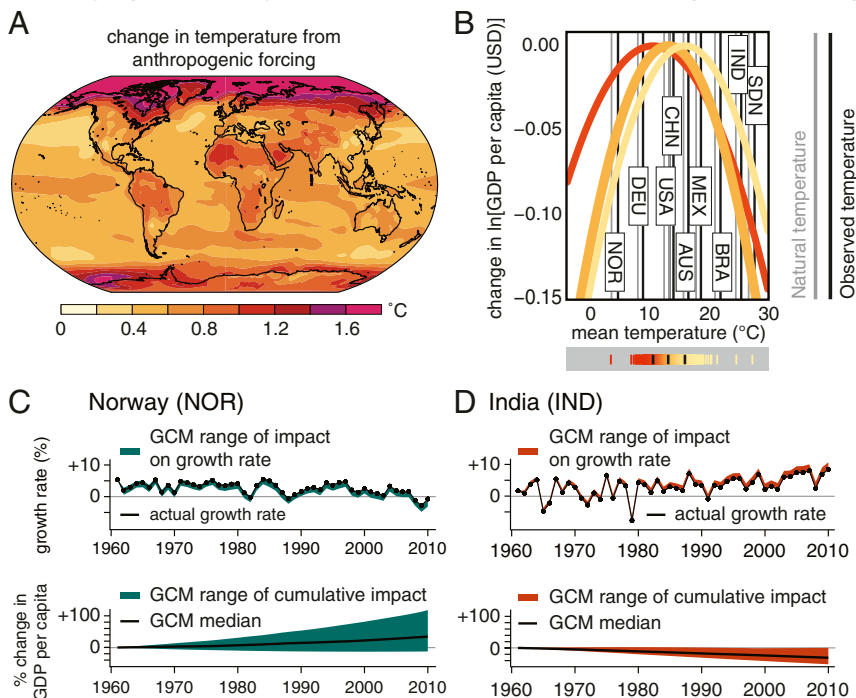 A
change in temperature from
anthropogenic forcing
0 0.4 0.8 1.2 1.6 °C
B
change in ln[GDP per capita (USD)]
0.00
−0.05
−0.10
−0.15
NOR
DEU
USA
CHN
AUS
MEX
BRA
IND
SDN
0 10 20 30
mean temperature (°C)
Natural temperature
Observed temperature
C Norway (NOR)
GCM range of impact
on growth rate
growth rate (%)
+10
0
actual growth rate
1960 1970 1980 1990 2000 2010
GCM range of cumulative impact
GCM median
% change in
GDP per capita
+100
0
1960 1970 1980 1990 2000 2010
D India (IND)
GCM range of impact
on growth rate
+10
0
actual growth rate
1960 1970 1980 1990 2000 2010
GCM range of cumulative impact
GCM median
+100
0
1960 1970 1980 1990 2000 2010